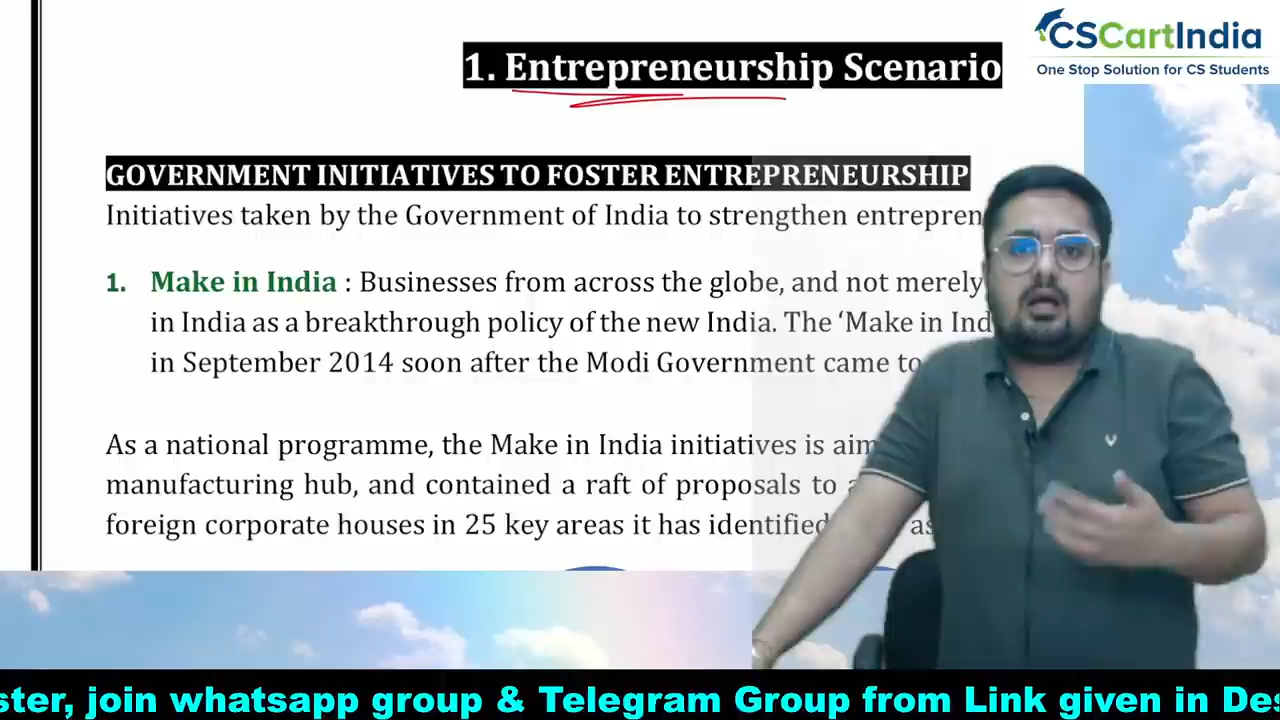 CSCartIndia
One Stop Solution for CS Students
1. Entrepreneurship Scenario
GOVERNMENT INITIATIVES TO FOSTER ENTREPRENEURSHIP
Initiatives taken by the Government of India to strengthen entrepren
1. Make in India : Businesses from across the globe, and not merely
in India as a breakthrough policy of the new India. The ‘Make in Ind
in September 2014 soon after the Modi Government came to
As a national programme, the Make in India initiatives is aim
manufacturing hub, and contained a raft of proposals to a
foreign corporate houses in 25 key areas it has identified as
ster, join whatsapp group & Telegram Group from Link given in Des